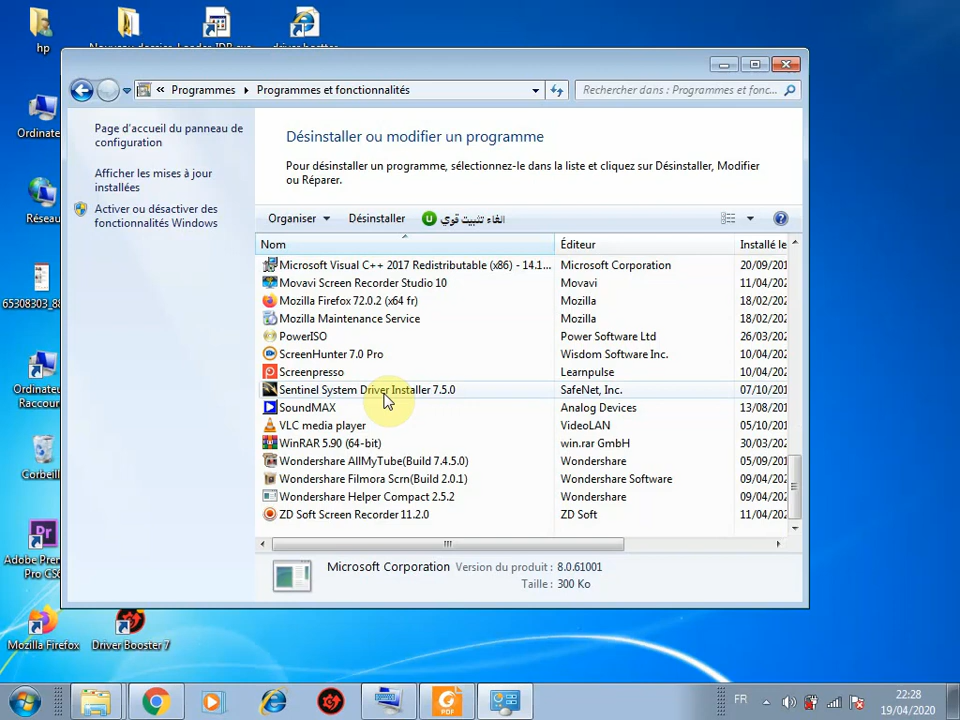 hp
Nouveau dossier
Ordinate
Réseau
65308303_88
Ordinateu
Raccour
Corbeill
Adobe Prem
Pro CS6
Mozilla Firefox
Driver Booster 7
« Programmes ▸ Programmes et fonctionnalités
Rechercher dans : Programmes et fonc...
Page d'accueil du panneau de
configuration
Afficher les mises à jour
installées
Activer ou désactiver des
fonctionnalités Windows
Désinstaller ou modifier un programme
Pour désinstaller un programme, sélectionnez-le dans la liste et cliquez sur Désinstaller, Modifier
ou Réparer.
Organiser Désinstaller الغاء تثبيت قوي
Nom Éditeur Installé le
Microsoft Visual C++ 2017 Redistributable (x86) - 14.1... Microsoft Corporation 20/09/201
Movavi Screen Recorder Studio 10 Movavi 11/04/202
Mozilla Firefox 72.0.2 (x64 fr) Mozilla 18/02/202
Mozilla Maintenance Service Mozilla 18/02/202
PowerISO Power Software Ltd 26/03/202
ScreenHunter 7.0 Pro Wisdom Software Inc. 10/04/202
Screenpresso Learnpulse 10/04/202
Sentinel System Driver Installer 7.5.0 SafeNet, Inc. 07/10/201
SoundMAX Analog Devices 13/08/201
VLC media player VideoLAN 05/10/201
WinRAR 5.90 (64-bit) win.rar GmbH 30/03/202
Wondershare AllMyTube(Build 7.4.5.0) Wondershare 05/09/201
Wondershare Filmora Scrn(Build 2.0.1) Wondershare Software 09/04/202
Wondershare Helper Compact 2.5.2 Wondershare 09/04/202
ZD Soft Screen Recorder 11.2.0 ZD Soft 11/04/202
Microsoft Corporation Version du produit : 8.0.61001
Taille : 300 Ko
FR
22:28
19/04/2020